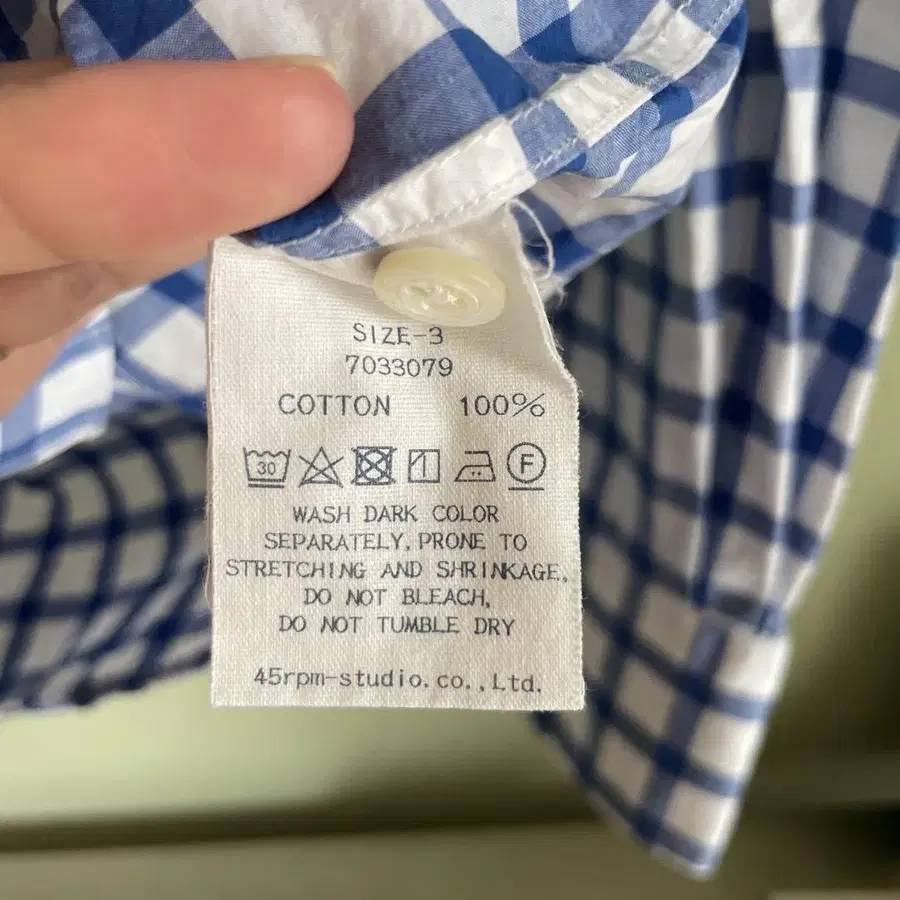 SIZE-3
7033079
COTTON 100%
30 F
WASH DARK COLOR
SEPARATELY, PRONE TO
STRETCHING AND SHRINKAGE,
DO NOT BLEACH,
DO NOT TUMBLE DRY
45rpm-studio.co.,Ltd.